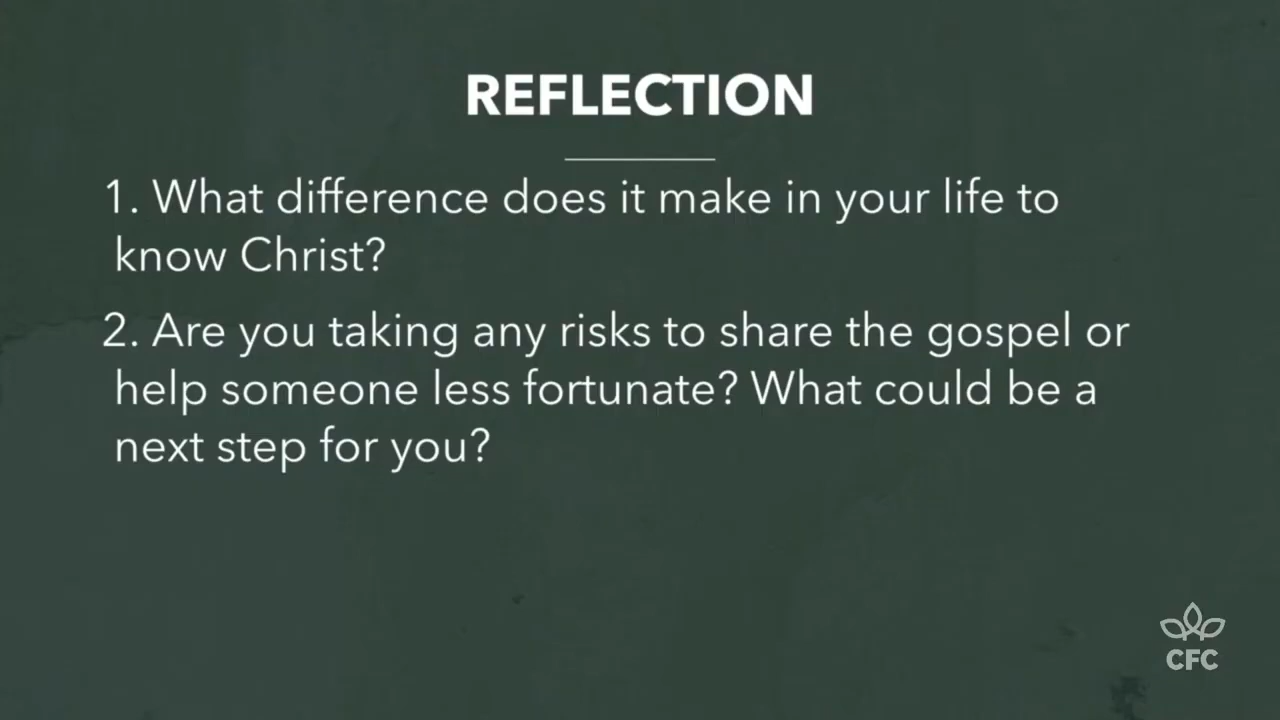 REFLECTION
1. What difference does it make in your life to
know Christ?
2. Are you taking any risks to share the gospel or
help someone less fortunate? What could be a
next step for you?
CFC